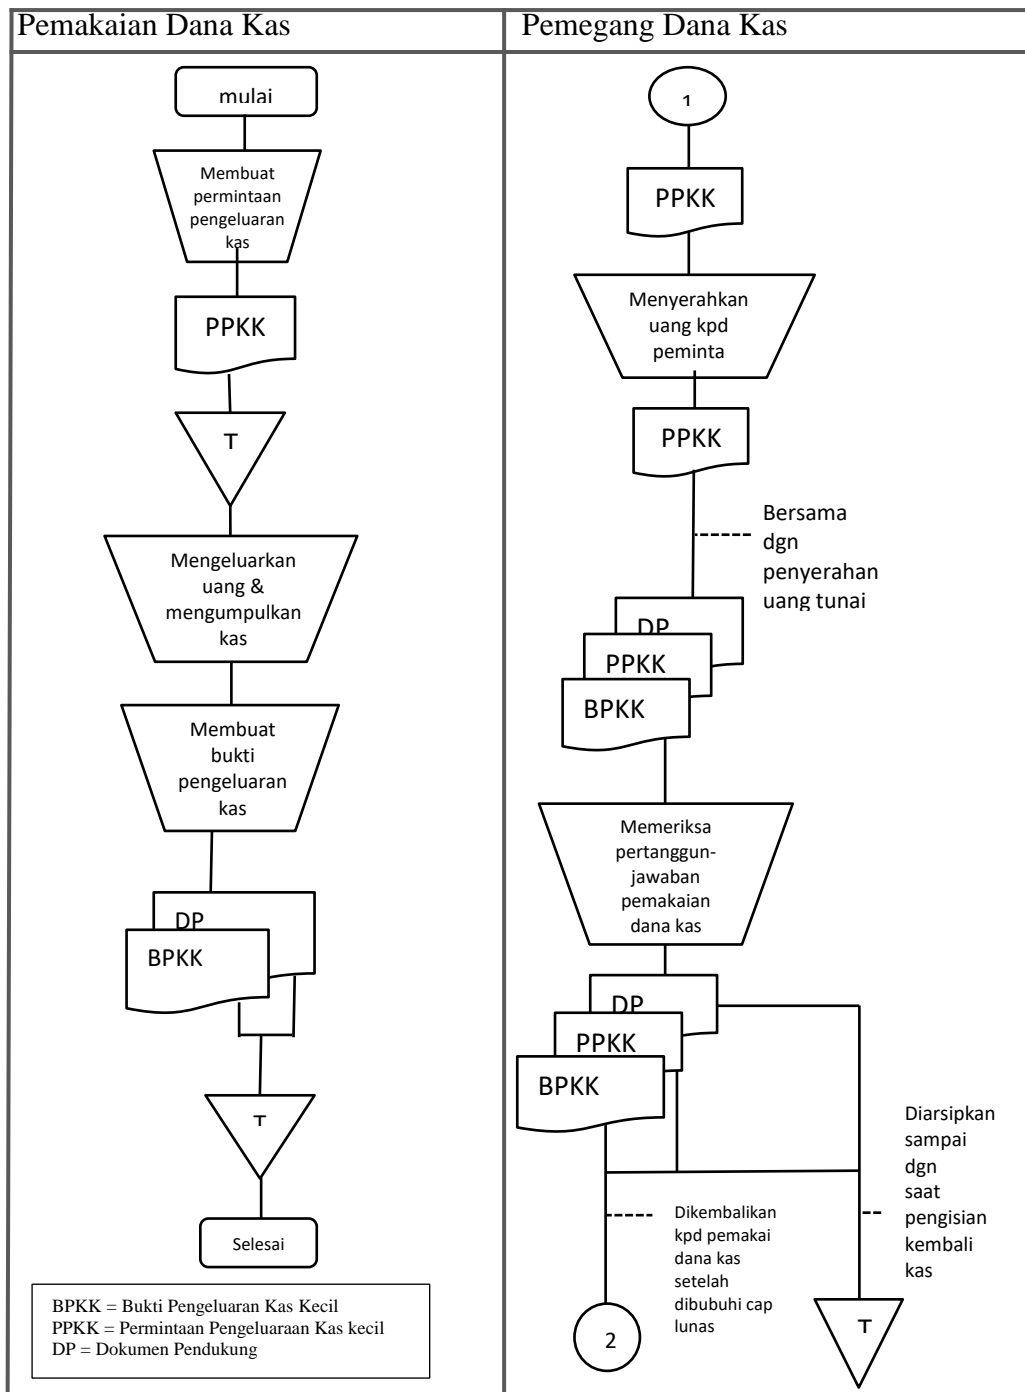 Pemakaian Dana Kas
mulai
Membuat
permintaan
pengeluaran
kas
PPKK
T
Mengeluarkan
uang &
mengumpulkan
kas
Membuat
bukti
pengeluaran
kas
DP
BPKK
T
Selesai
BPKK = Bukti Pengeluaran Kas Kecil
PPKK = Permintaan Pengeluaraan Kas kecil
DP = Dokumen Pendukung
Pemegang Dana Kas
1
PPKK
Menyerahkan
uang kpd
peminta
PPKK
Bersama
dgn
penyerahan
uang tunai
DP
PPKK
BPKK
Memeriksa
pertanggun-
jawaban
pemakaian
dana kas
DP
PPKK
BPKK
Diarsipkan
sampai
dgn
saat
pengisian
kembali
kas
Dikembalikan
kpd pemakai
dana kas
setelah
dibubuhi cap
lunas
2
T